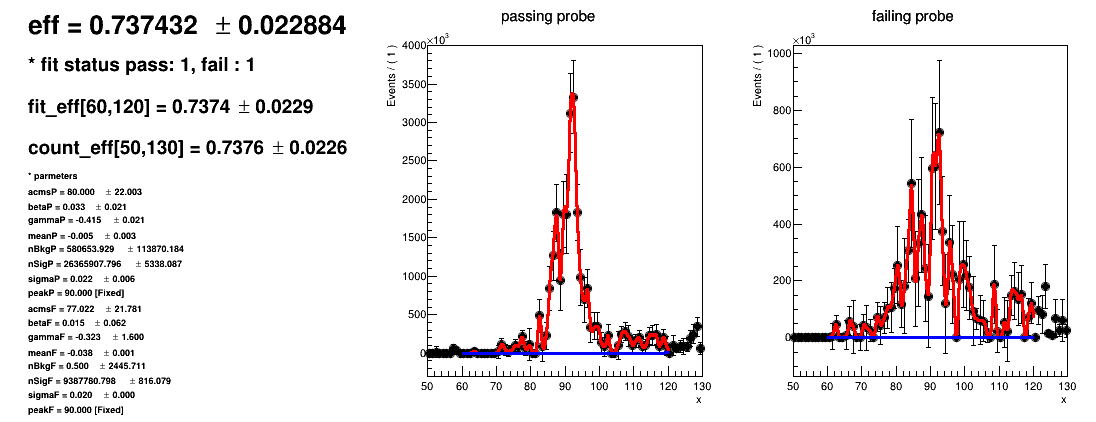 eff = 0.737432 ± 0.022884
* fit status pass: 1, fail : 1
fit_eff[60,120] = 0.7374 ± 0.0229
count_eff[50,130] = 0.7376 ± 0.0226
* parmeters
acmsP = 80.000 ± 22.003
betaP = 0.033 ± 0.021
gammaP = -0.415 ± 0.021
meanP = -0.005 ± 0.003
nBkgP = 580653.929 ± 113870.184
nSigP = 26365907.796 ± 5338.087
sigmaP = 0.022 ± 0.006
peakP = 90.000 [Fixed]
acmsF = 77.022 ± 21.781
betaF = 0.015 ± 0.062
gammaF = -0.323 ± 1.600
meanF = -0.038 ± 0.001
nBkgF = 0.500 ± 2445.711
nSigF = 9387780.798 ± 816.079
sigmaF = 0.020 ± 0.000
peakF = 90.000 [Fixed]
passing probe
×10³
Events / ( 1 )
4000
3500
3000
2500
2000
1500
1000
500
0
50 60 70 80 90 100 110 120 130
x
failing probe
×10³
Events / ( 1 )
1000
800
600
400
200
0
50 60 70 80 90 100 110 120 130
x